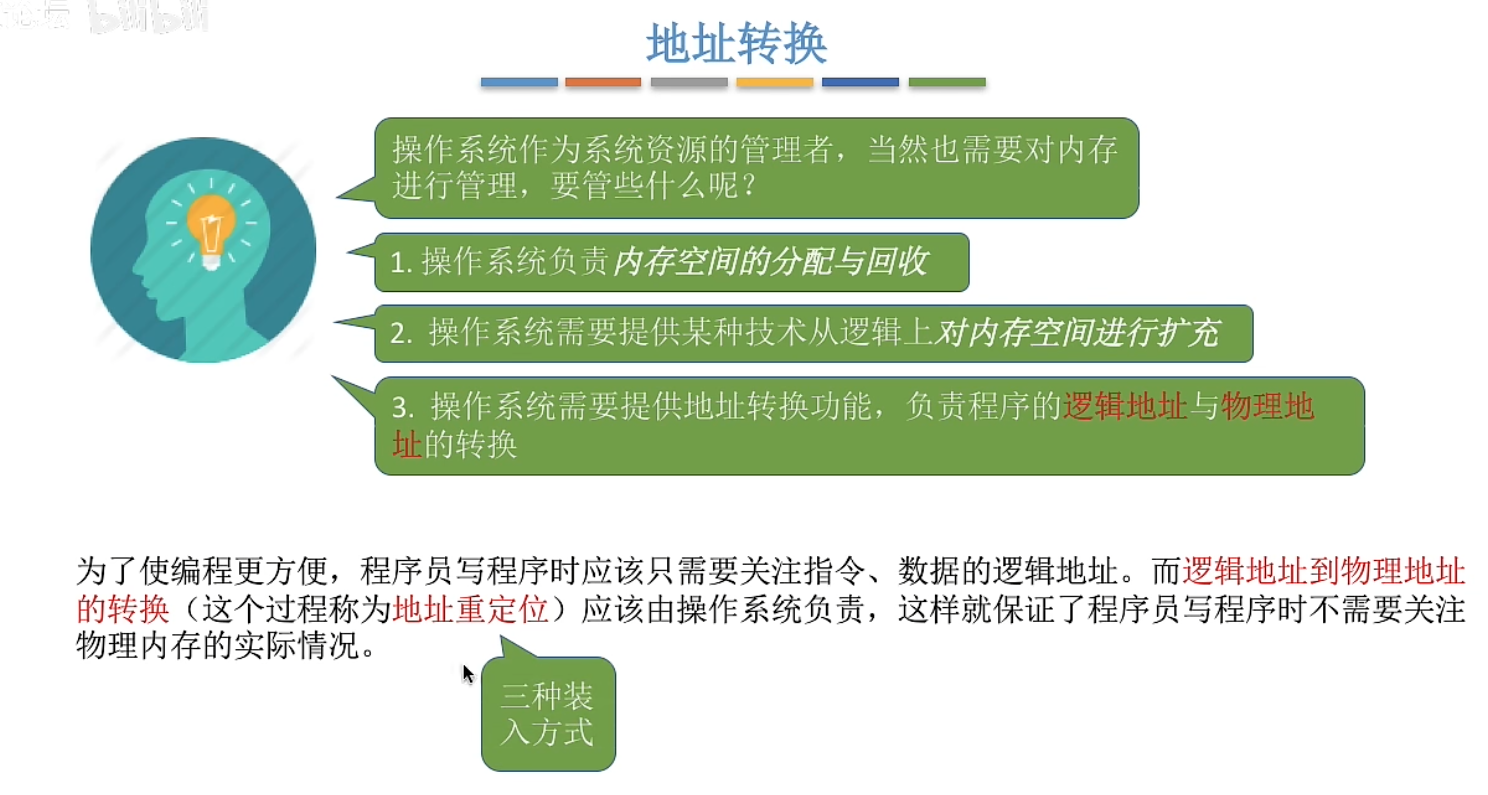 论坛 bilibili
地址转换
操作系统作为系统资源的管理者，当然也需要对内存
进行管理，要管些什么呢？
1. 操作系统负责内存空间的分配与回收
2. 操作系统需要提供某种技术从逻辑上对内存空间进行扩充
3. 操作系统需要提供地址转换功能，负责程序的逻辑地址与物理地
址的转换
为了使编程更方便，程序员写程序时应该只需要关注指令、数据的逻辑地址。而逻辑地址到物理地址
的转换（这个过程称为地址重定位）应该由操作系统负责，这样就保证了程序员写程序时不需要关注
物理内存的实际情况。
三种装
入方式